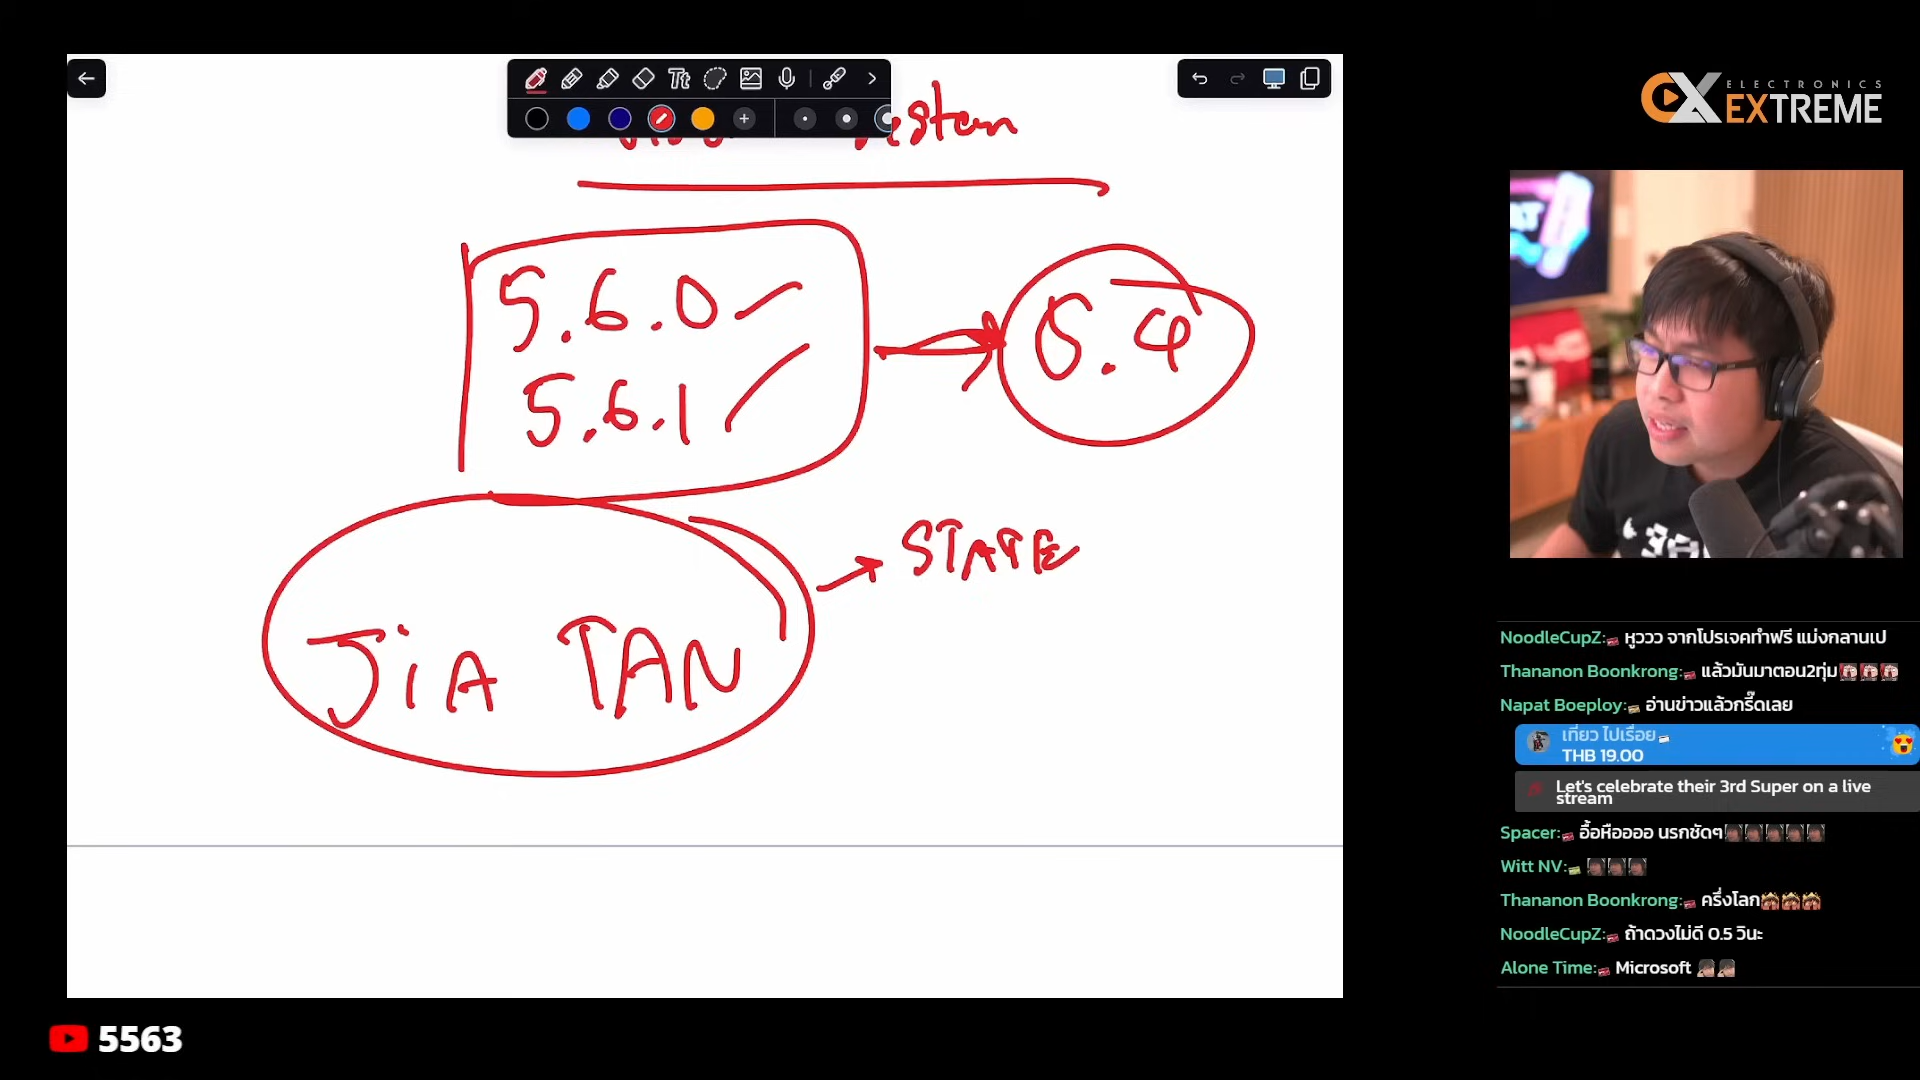 Tt
ELECTRONICS
EXTREME
5.6.0
5.6.1
5.4
STATE
JiA TAN
NoodleCupZ: หูววว จากโปรเจคทำฟรี แม่งกลานเป
Thananon Boonkrong: แล้วมันมาตอน2ทุ่ม
Napat Boeploy: อ่านข่าวแล้วกรี๊ดเลย
เกี่ยว ไปเรื่อย
THB 19.00
Let's celebrate their 3rd Super on a live
stream
Spacer: อื้อหืออออ นรกชัดๆ
Witt NV:
Thananon Boonkrong: ครึ่งโลก
NoodleCupZ: ถ้าดวงไม่ดี 0.5 วินะ
Alone Time: Microsoft
5563